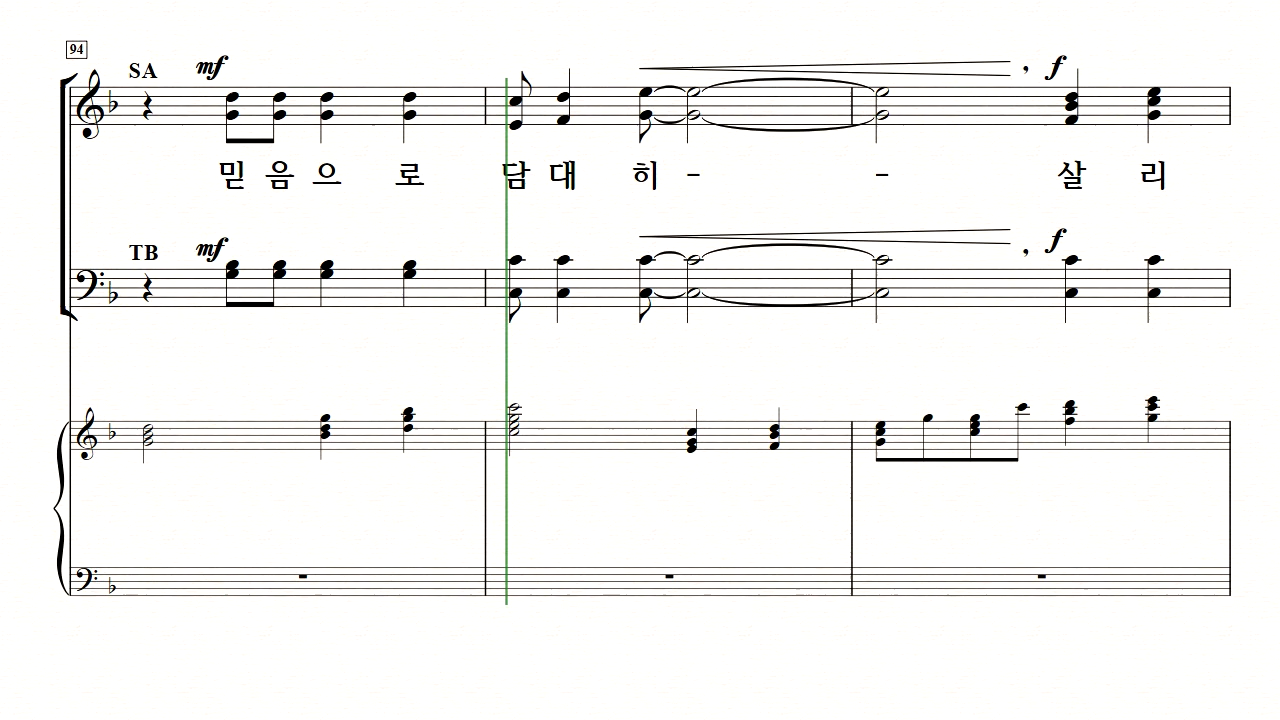 94
SA mf , f
믿 음 으 로 담 대 히 - - 살 리
TB mf , f